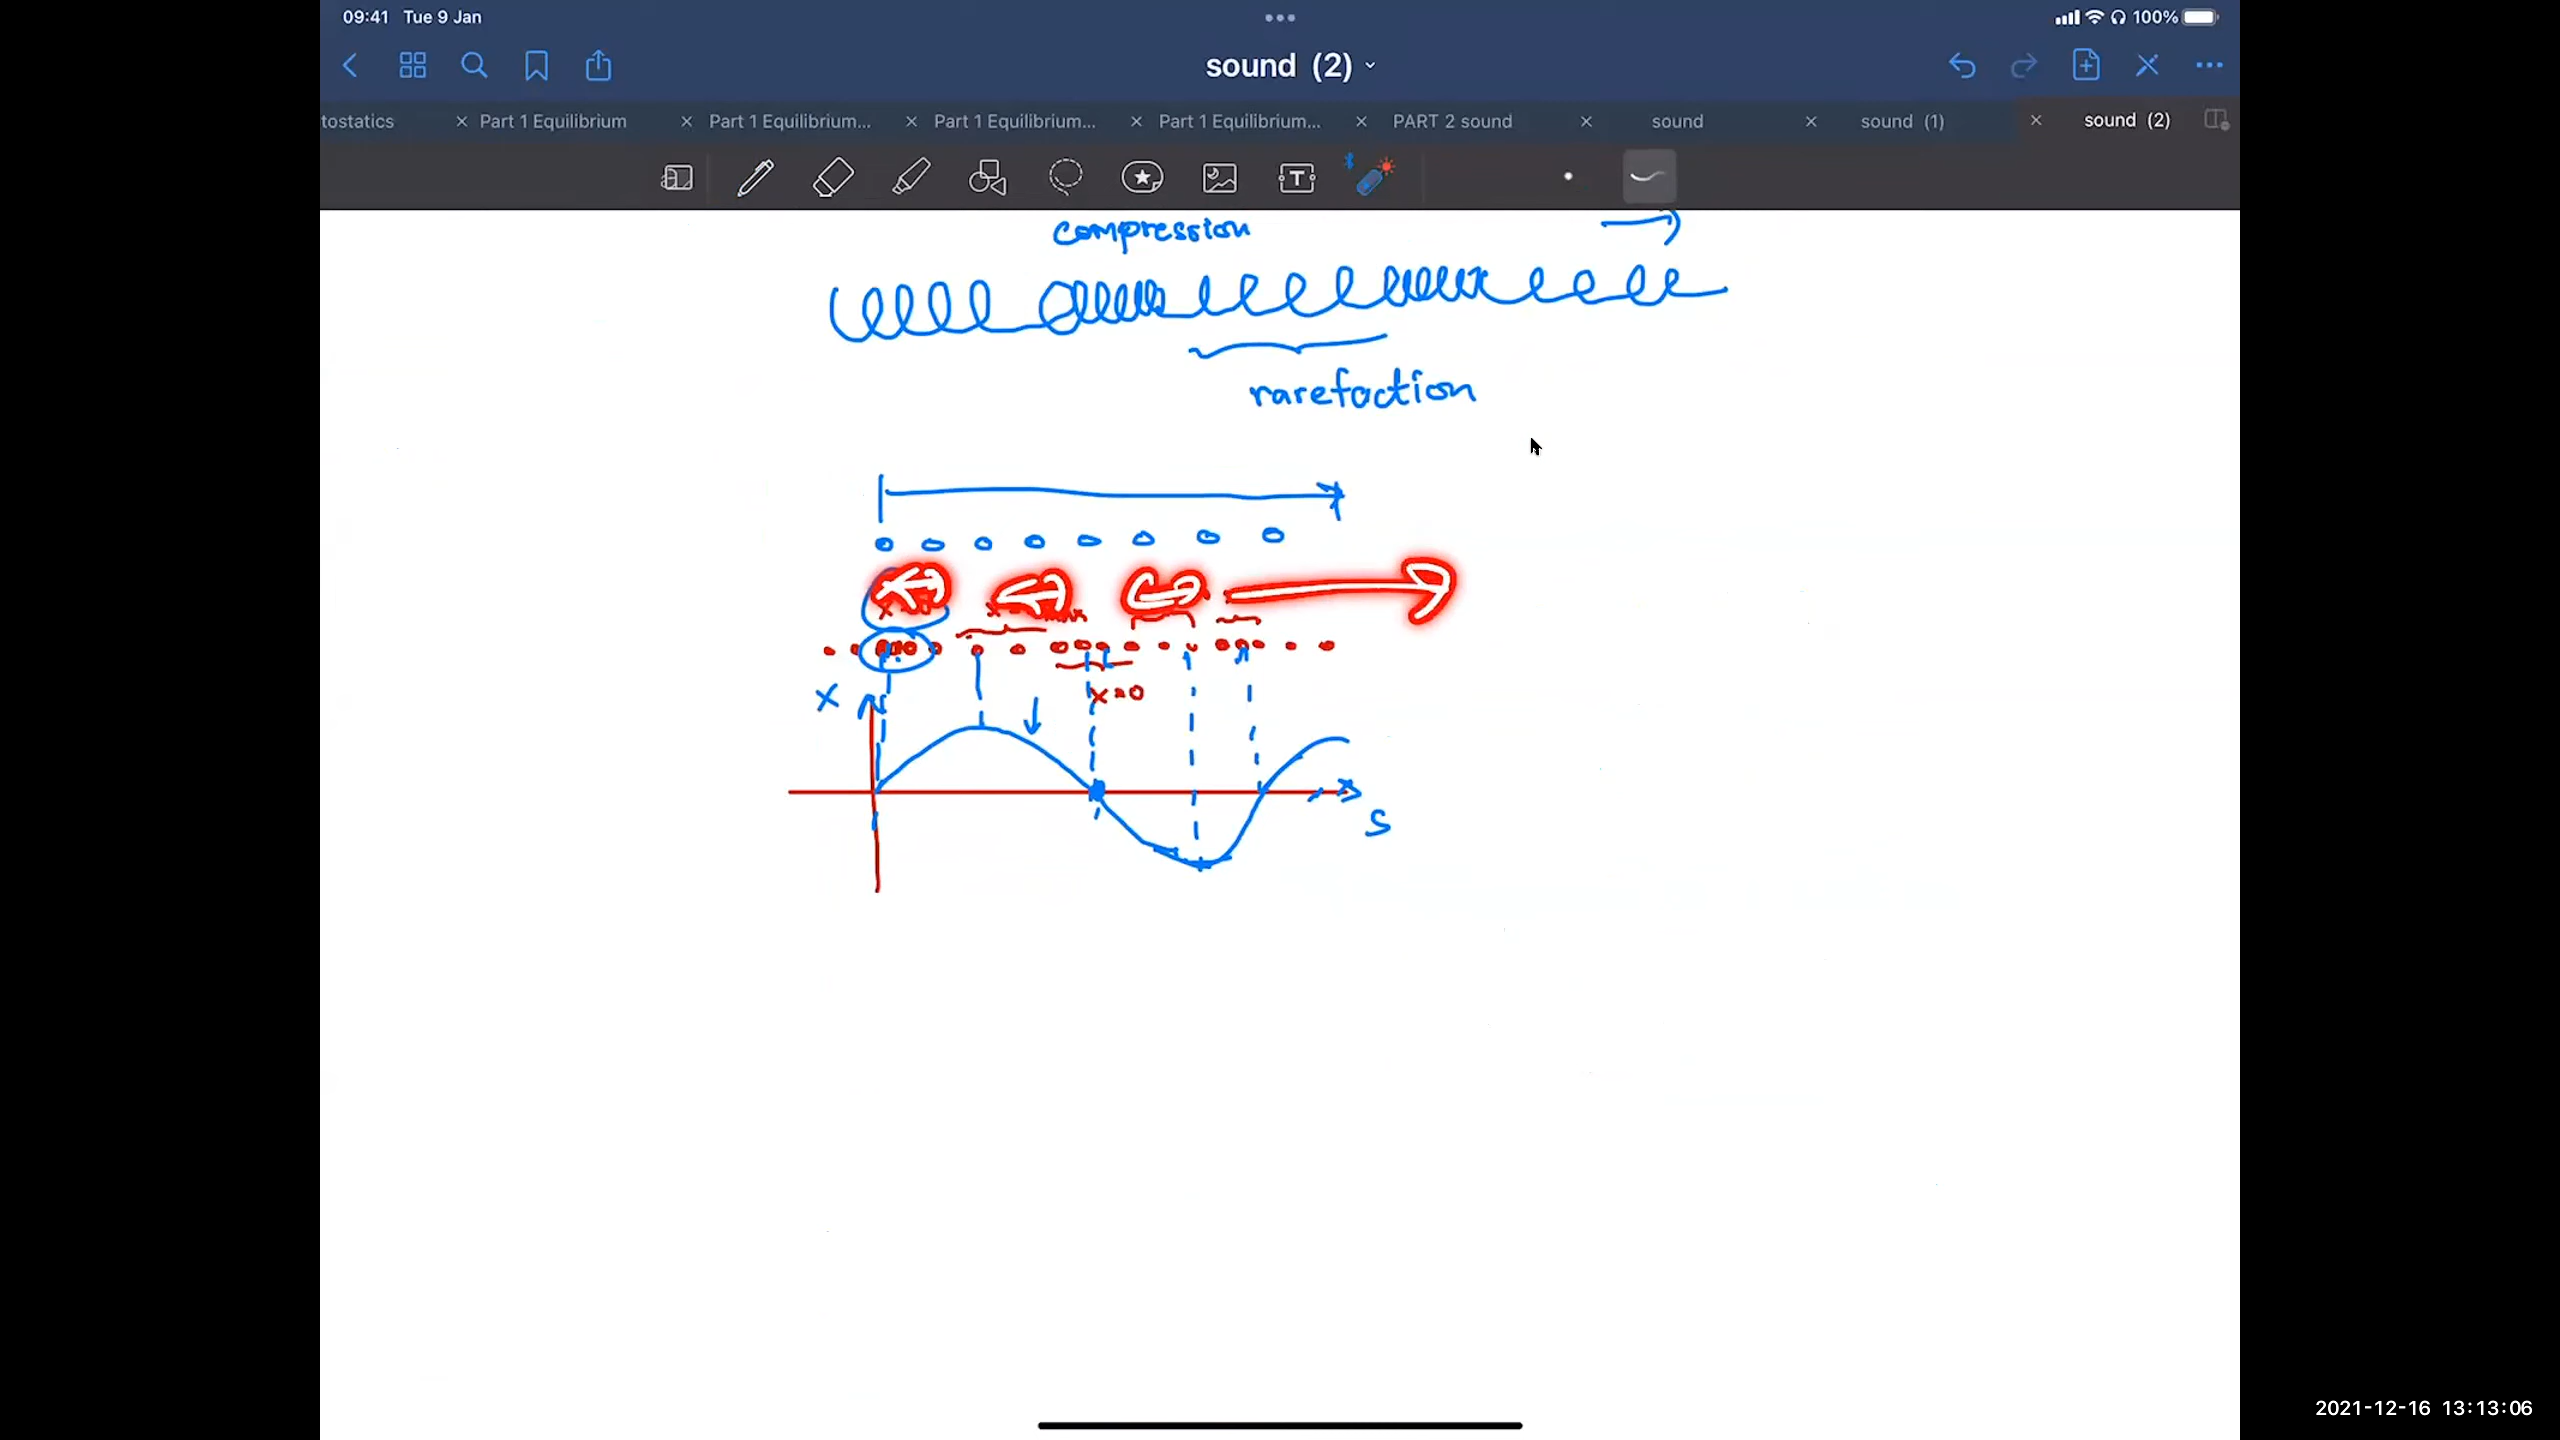 09:41 Tue 9 Jan
100%
sound (2)
tostatics
Part 1 Equilibrium
Part 1 Equilibrium...
Part 1 Equilibrium...
Part 1 Equilibrium...
PART 2 sound
sound
sound (1)
sound (2)
compression
rarefaction
x
x=0
S
2021-12-16 13:13:06